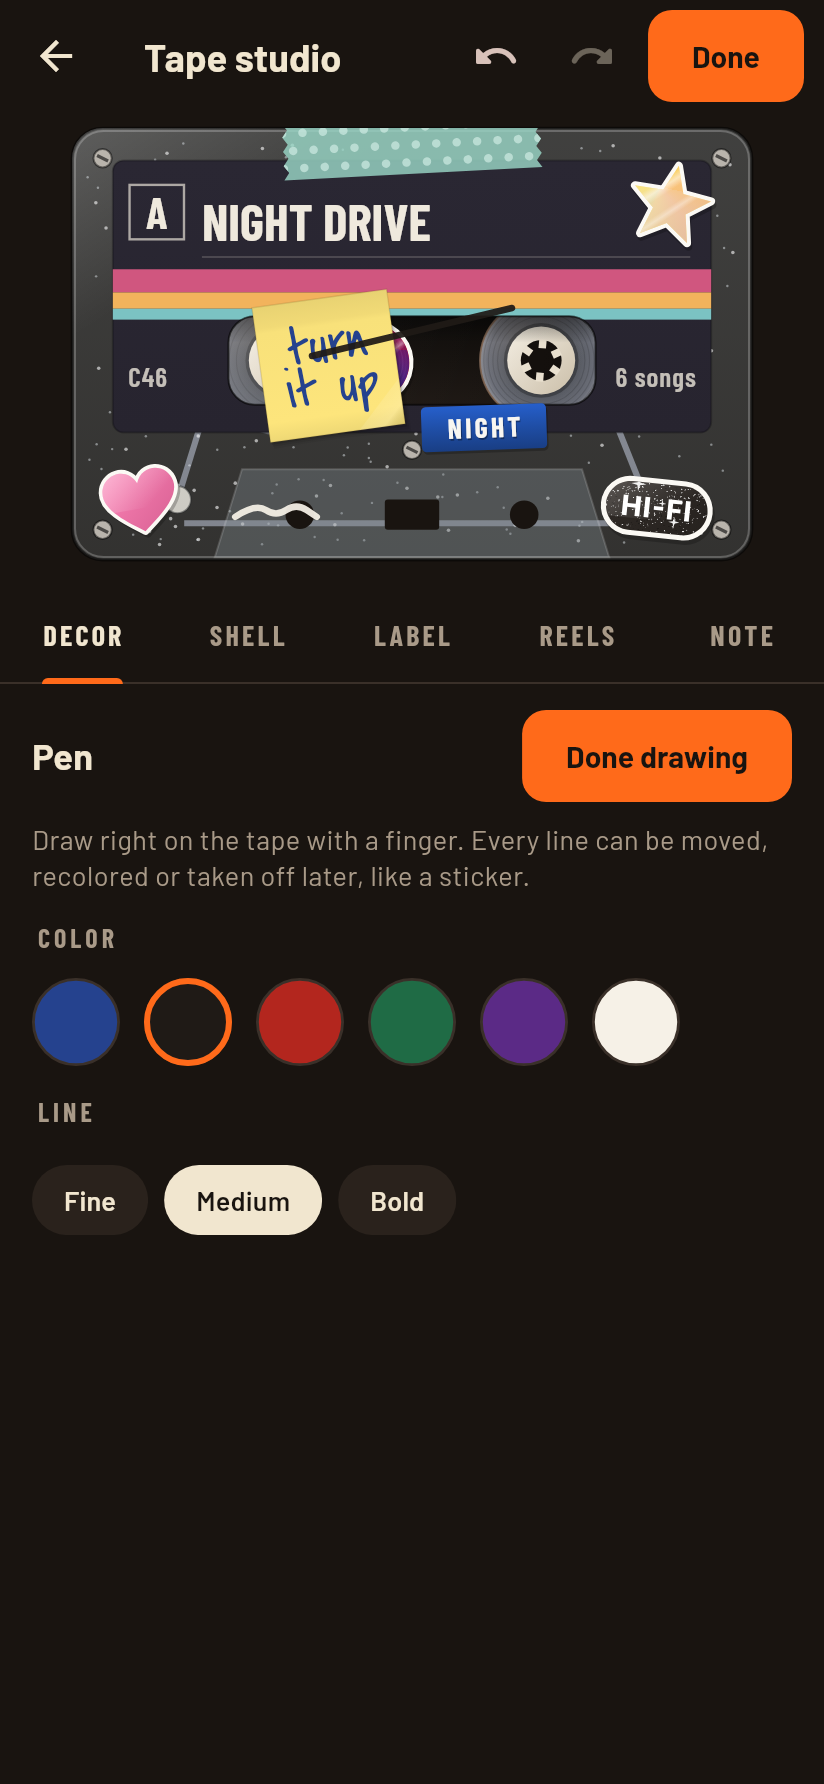 Tape studio
Done
A
NIGHT DRIVE
turn
it up
C46
6 songs
NIGHT
HI-FI
DECOR
SHELL
LABEL
REELS
NOTE
Pen
Done drawing
Draw right on the tape with a finger. Every line can be moved,
recolored or taken off later, like a sticker.
COLOR
LINE
Fine
Medium
Bold